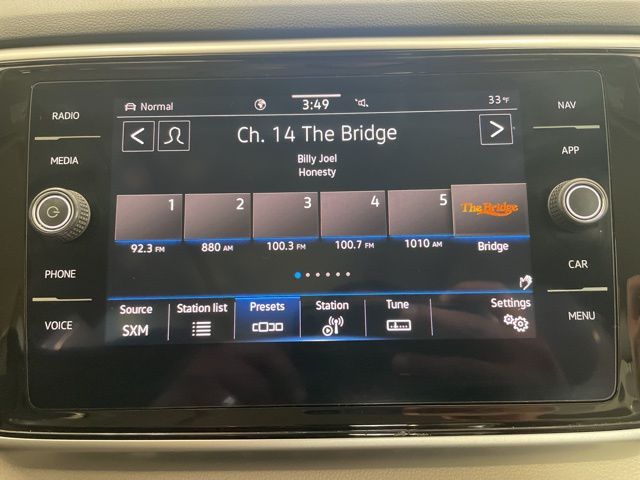 RADIO
MEDIA
PHONE
VOICE
Normal
3:49
33°F
Ch. 14 The Bridge
Billy Joel
Honesty
1 2 3 4 5 The Bridge
92.3 FM 880 AM 100.3 FM 100.7 FM 1010 AM Bridge
Source Station list Presets Station Tune Settings
SXM
NAV
APP
CAR
MENU